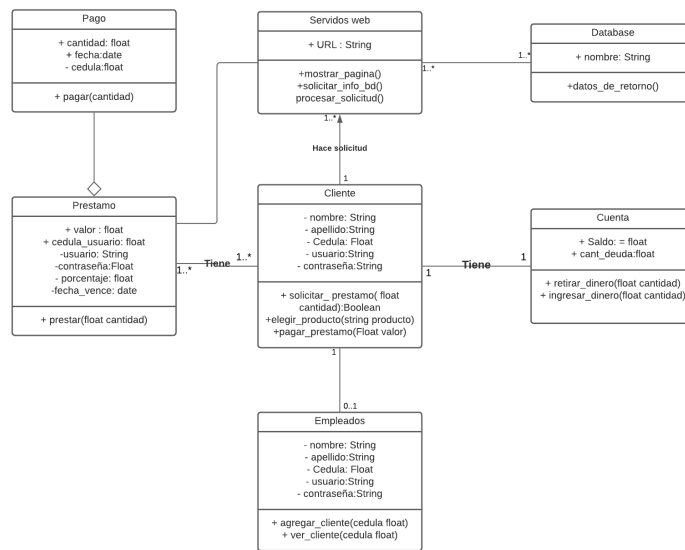 Pago
+ cantidad: float
+ fecha:date
- cedula:float
+ pagar(cantidad)
Servidos web
+ URL : String
+mostrar_pagina()
+solicitar_info_bd()
procesar_solicitud()
1..*
1..*
Database
+ nombre: String
+datos_de_retorno()
1..*
Hace solicitud
1
Prestamo
+ valor : float
+ cedula_usuario: float
-usuario: String
-contraseña:Float
- porcentaje: float
-fecha_vence: date
+ prestar(float cantidad)
1..*
Tiene
1..*
Cliente
- nombre: String
- apellido:String
- Cedula: Float
- usuario:String
- contraseña:String
+ solicitar_ prestamo( float
cantidad):Boolean
+elegir_producto(string producto)
+pagar_prestamo(Float valor)
1
Tiene
1
Cuenta
+ Saldo: = float
+ cant_deuda:float
+ retirar_dinero(float cantidad)
+ ingresar_dinero(float cantidad)
1
0..1
Empleados
- nombre: String
- apellido:String
- Cedula: Float
- usuario:String
- contraseña:String
+ agregar_cliente(cedula float)
+ ver_cliente(cedula float)